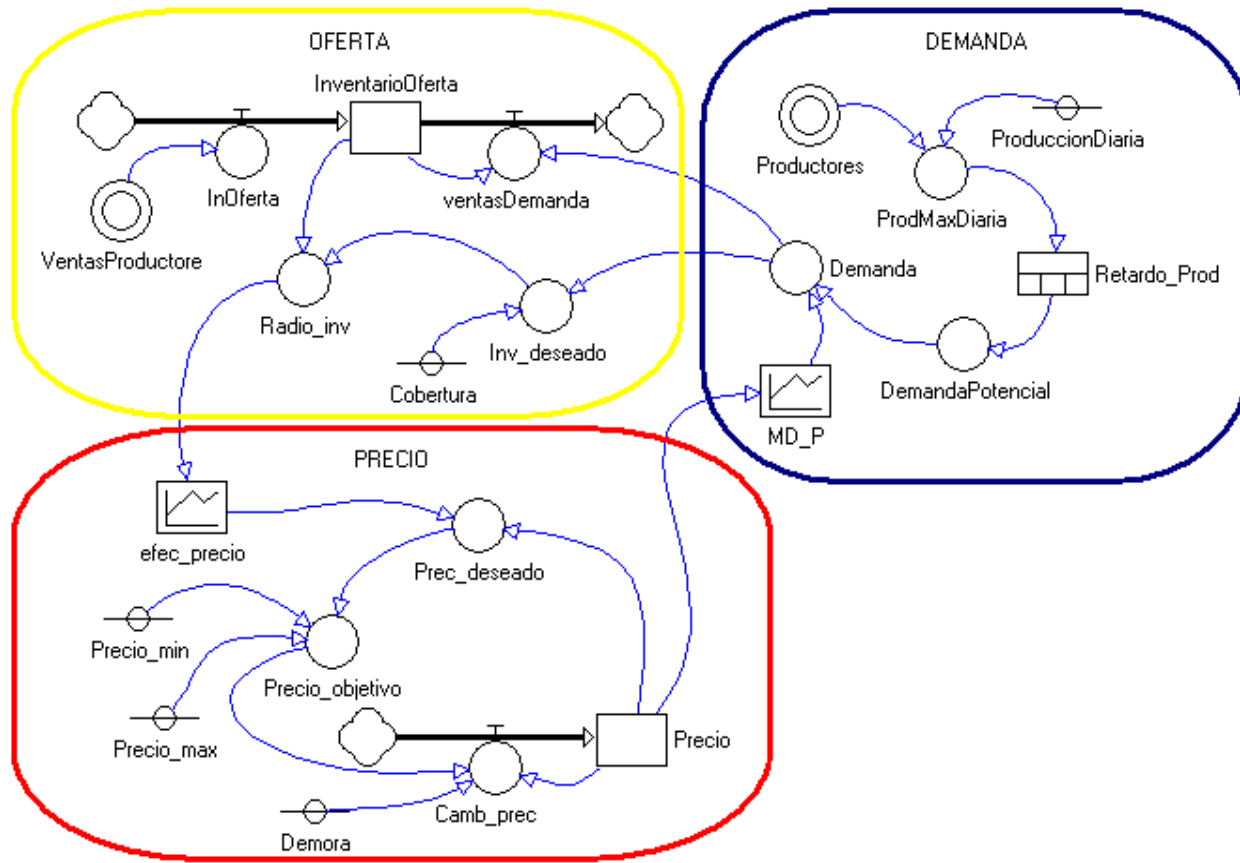 OFERTA
InventarioOferta
InOferta
ventasDemanda
VentasProductore
Radio_inv
Inv_deseado
Cobertura
DEMANDA
Productores
ProduccionDiaria
ProdMaxDiaria
Demanda
Retardo_Prod
DemandaPotencial
MD_P
PRECIO
efec_precio
Prec_deseado
Precio_min
Precio_objetivo
Precio_max
Precio
Camb_prec
Demora